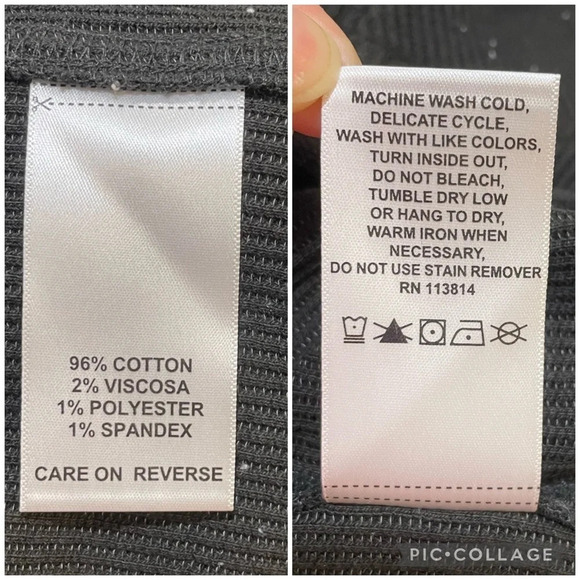 96% COTTON
2% VISCOSA
1% POLYESTER
1% SPANDEX
CARE ON REVERSE
MACHINE WASH COLD,
DELICATE CYCLE,
WASH WITH LIKE COLORS,
TURN INSIDE OUT,
DO NOT BLEACH,
TUMBLE DRY LOW
OR HANG TO DRY,
WARM IRON WHEN
NECESSARY,
DO NOT USE STAIN REMOVER
RN 113814
PIC•COLLAGE